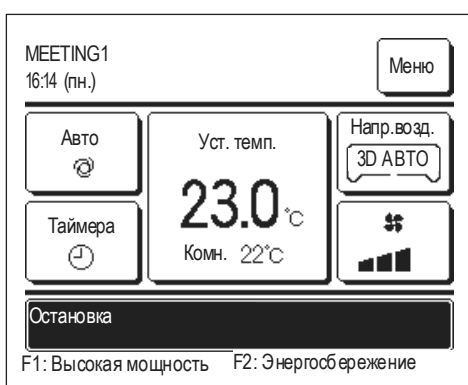 MEETING1
16:14 (пн.)
Меню
Авто
Уст. темп.
23.0 °C
Комн. 22°C
Напр.возд.
3D АВТО
Таймера
Остановка
F1: Высокая мощность F2: Энергосбережение